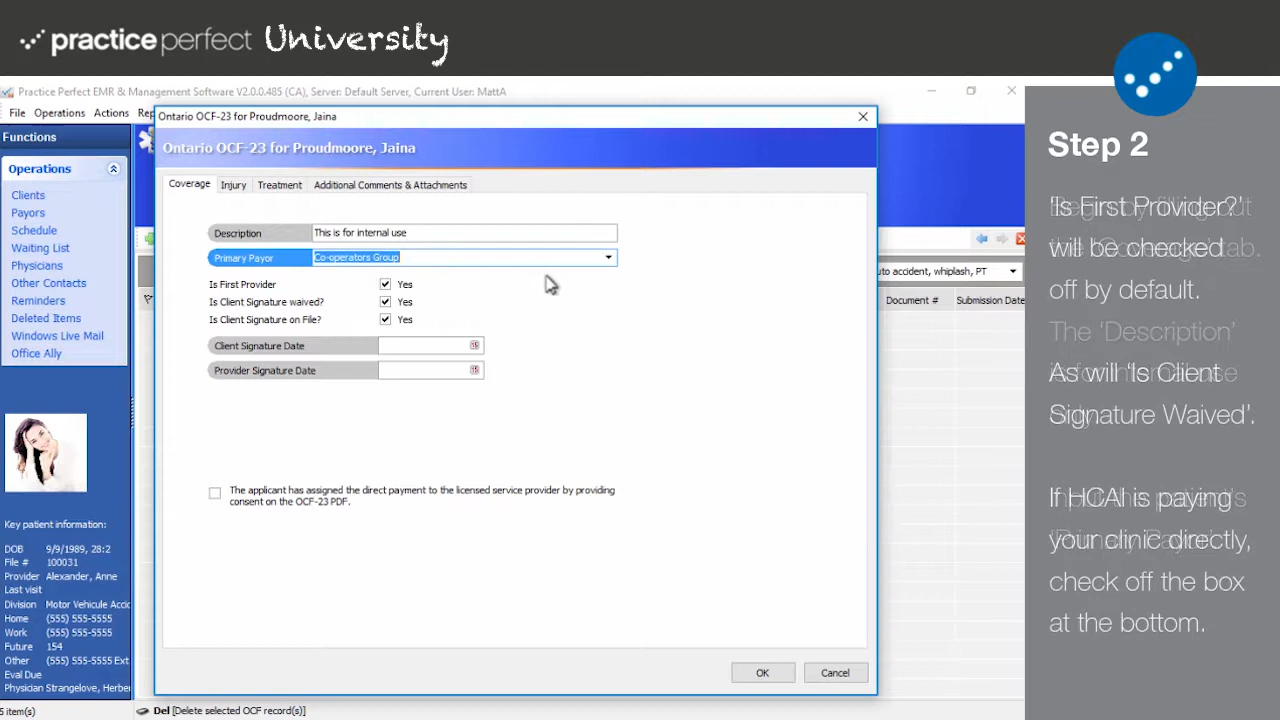 practice perfect University
Practice Perfect EMR & Management Software V2.0.0.485 (CA), Server: Default Server, Current User: MattA
File Operations Actions Rep
Functions
Operations
Clients
Payors
Schedule
Waiting List
Physicians
Other Contacts
Reminders
Deleted Items
Windows Live Mail
Office Ally
Key patient information:
DOB 9/9/1989, 28:2
File # 100031
Provider Alexander, Anne
Last visit
Division Motor Vehicule Accic
Home (555) 555-5555
Work (555) 555-5555
Future 154
Other (555) 555-5555 Ext
Eval Due
Physician Strangelove, Herber
5 item(s)
Ontario OCF-23 for Proudmoore, Jaina
Ontario OCF-23 for Proudmoore, Jaina
Coverage Injury Treatment Additional Comments & Attachments
Description This is for internal use
Primary Payor Co-operators Group
Is First Provider Yes
Is Client Signature waived? Yes
Is Client Signature on File? Yes
Client Signature Date 15
Provider Signature Date 15
The applicant has assigned the direct payment to the licensed service provider by providing
consent on the OCF-23 PDF.
OK Cancel
uto accident, whiplash, PT
Document # Submission Date
Del [Delete selected OCF record(s)]
Step 2
'Is First Provider?'
will be checked
off by default.
The 'Description'
As will 'Is Client
Signature Waived'.
If HCAI is paying
your clinic directly,
check off the box
at the bottom.